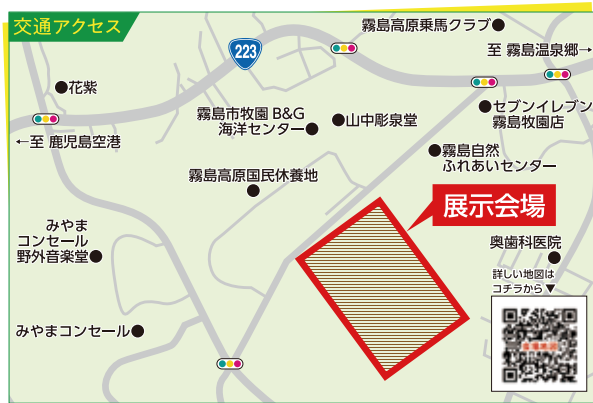 交通アクセス
霧島高原乗馬クラブ
至 霧島温泉郷→
223
花紫
←至 鹿児島空港
霧島市牧園 B&G
海洋センター
山中彫泉堂
セブンイレブン
霧島牧園店
霧島自然
ふれあいセンター
霧島高原国民休養地
展示会場
みやま
コンセール
野外音楽堂
奥歯科医院
詳しい地図は
コチラから▼
会場地図
みやまコンセール